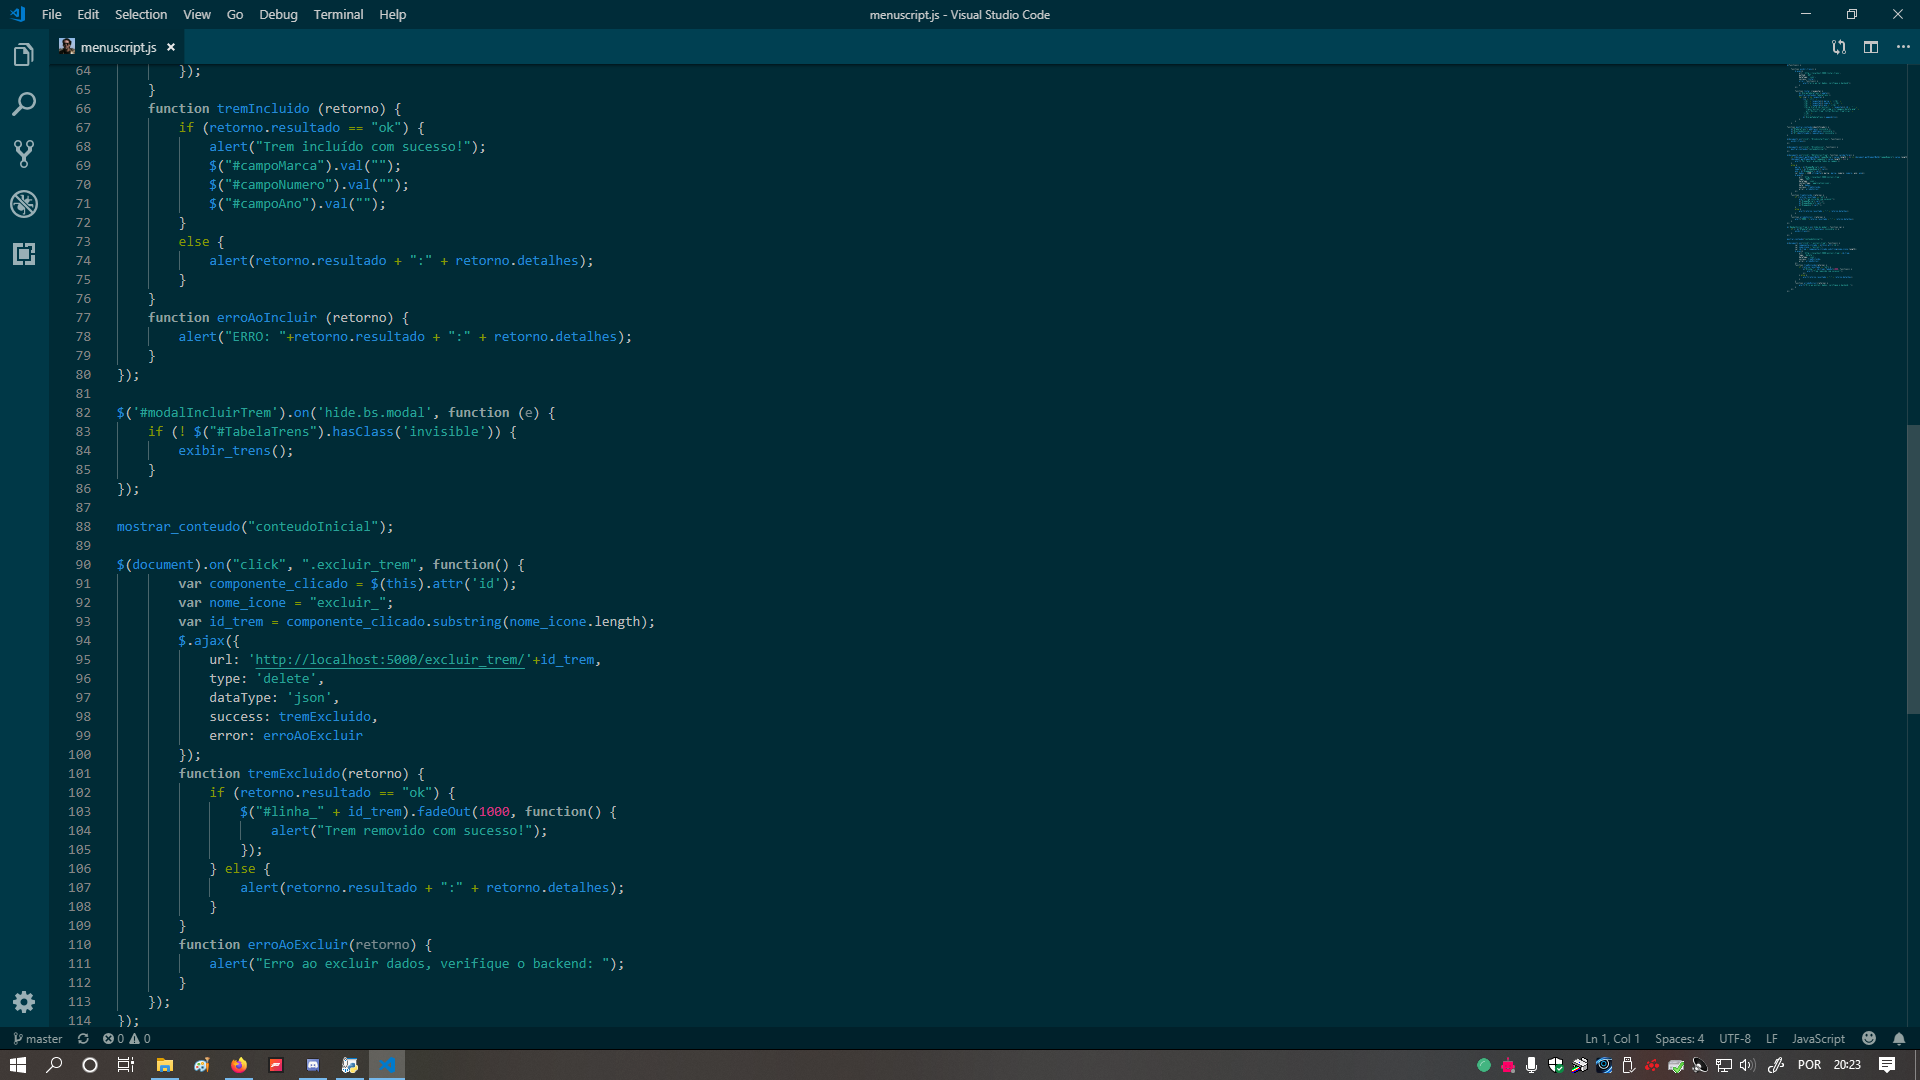 File Edit Selection View Go Debug Terminal Help
menuscript.js - Visual Studio Code
menuscript.js
64 });
65 }
66 function tremIncluido (retorno) {
67 if (retorno.resultado == "ok") {
68 alert("Trem incluído com sucesso!");
69 $("#campoMarca").val("");
70 $("#campoNumero").val("");
71 $("#campoAno").val("");
72 }
73 else {
74 alert(retorno.resultado + ":" + retorno.detalhes);
75 }
76 }
77 function erroAoIncluir (retorno) {
78 alert("ERRO: "+retorno.resultado + ":" + retorno.detalhes);
79 }
80 });
81
82 $('#modalIncluirTrem').on('hide.bs.modal', function (e) {
83 if (! $("#TabelaTrens").hasClass('invisible')) {
84 exibir_trens();
85 }
86 });
87
88 mostrar_conteudo("conteudoInicial");
89
90 $(document).on("click", ".excluir_trem", function() {
91 var componente_clicado = $(this).attr('id');
92 var nome_icone = "excluir_";
93 var id_trem = componente_clicado.substring(nome_icone.length);
94 $.ajax({
95 url: 'http://localhost:5000/excluir_trem/'+id_trem,
96 type: 'delete',
97 dataType: 'json',
98 success: tremExcluido,
99 error: erroAoExcluir
100 });
101 function tremExcluido(retorno) {
102 if (retorno.resultado == "ok") {
103 $("#linha_" + id_trem).fadeOut(1000, function() {
104 alert("Trem removido com sucesso!");
105 });
106 } else {
107 alert(retorno.resultado + ":" + retorno.detalhes);
108 }
109 }
110 function erroAoExcluir(retorno) {
111 alert("Erro ao excluir dados, verifique o backend: ");
112 }
113 });
114 });
master 0 0
Ln 1, Col 1 Spaces: 4 UTF-8 LF JavaScript
POR 20:23